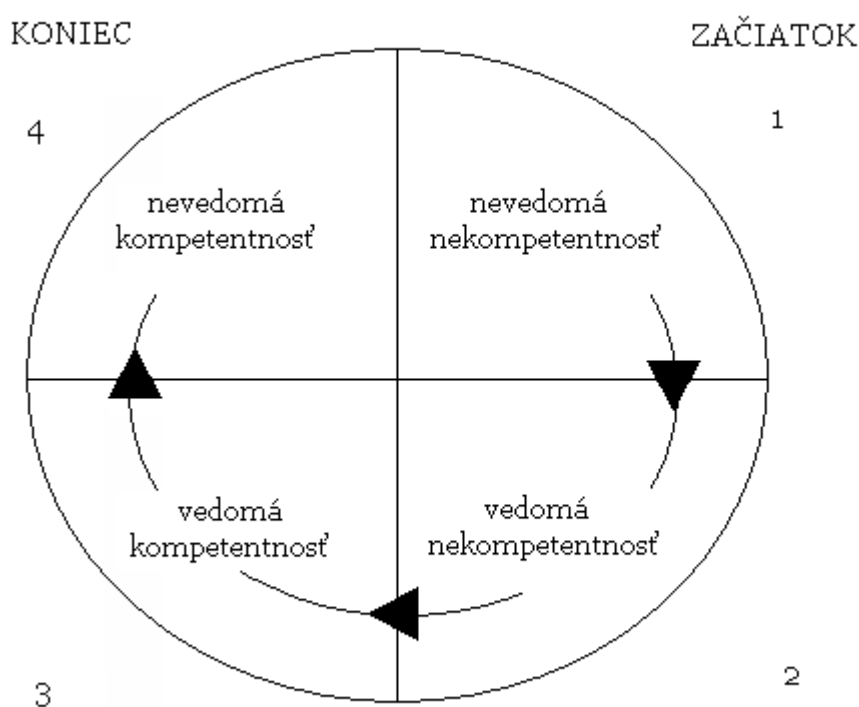 KONIEC
ZAČIATOK
4
1
nevedomá
kompetentnosť
nevedomá
nekompetentnosť
vedomá
kompetentnosť
vedomá
nekompetentnosť
3
2